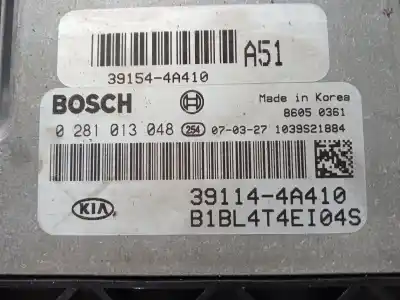 A51
39154-4A410
BOSCH
Made in Korea
8605 0361
0 281 013 048 254 07-03-27 1039S21884
39114-4A410
KIA
B1BL4T4EI04S